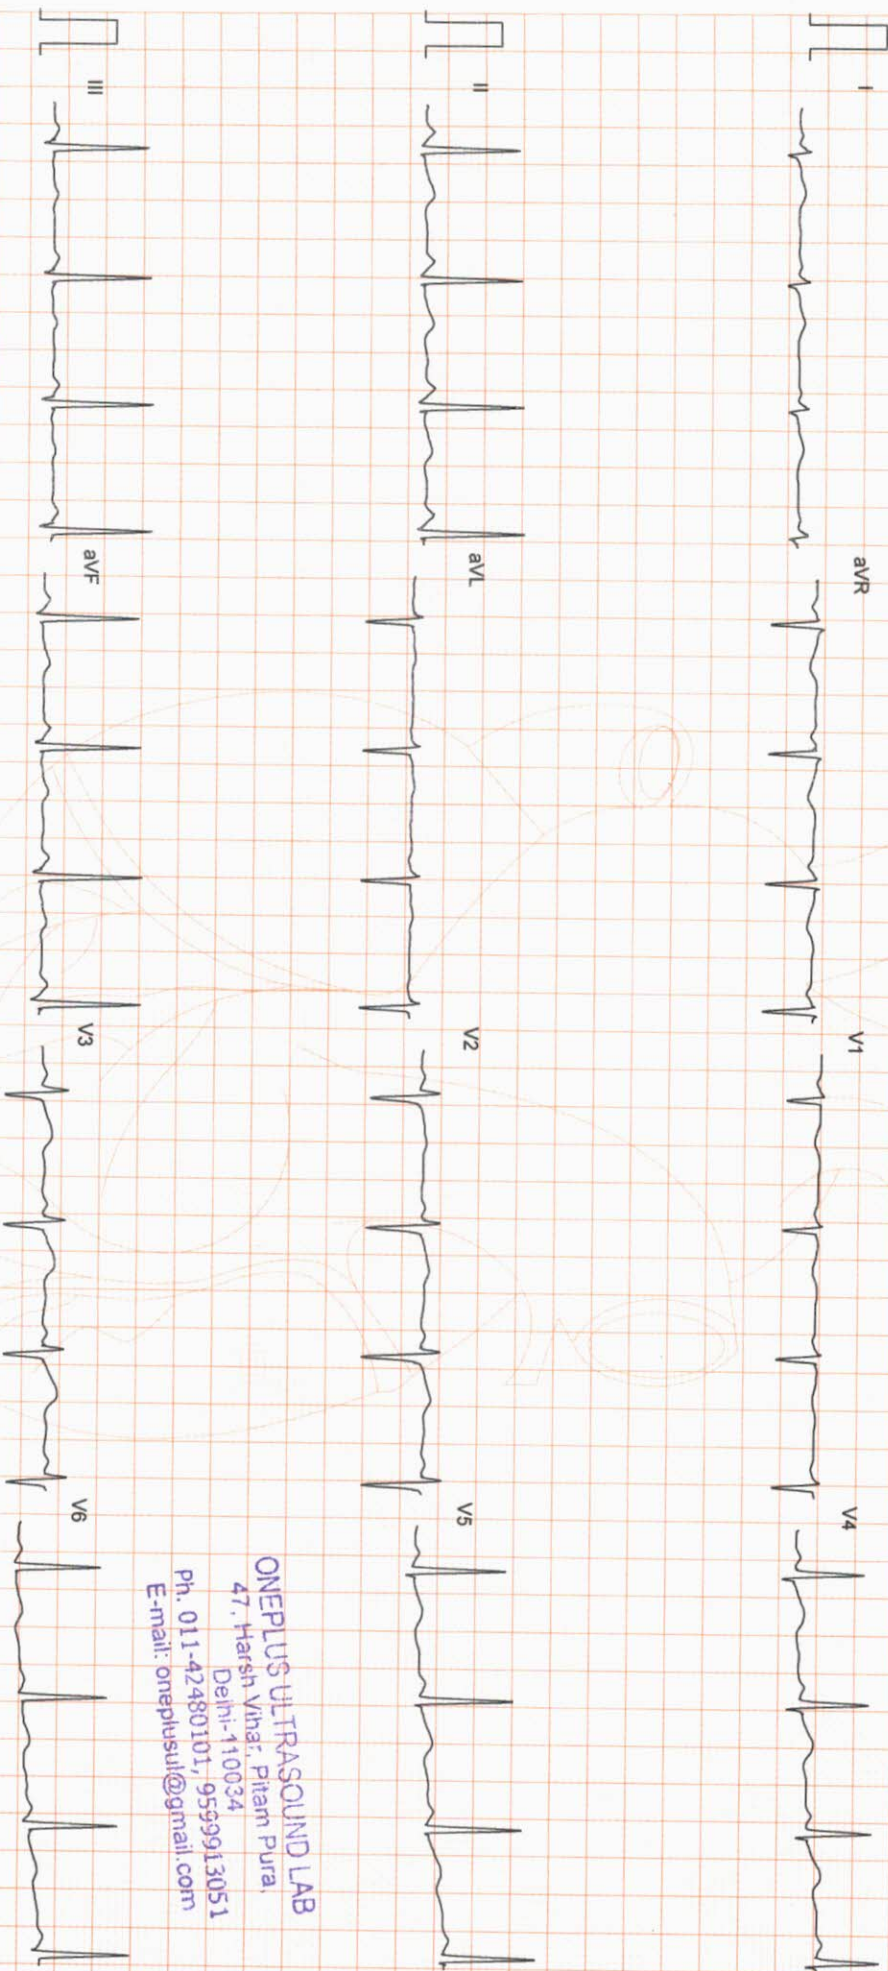 I
aVR
V1
V4
II
aVL
V2
V5
III
aVF
V3
V6
ONEPLUS ULTRASOUND LAB
47, Harsh Vihar, Pitam Pura,
Delhi-110034
Ph. 011-42480101, 9599913051
E-mail: oneplusul@gmail.com